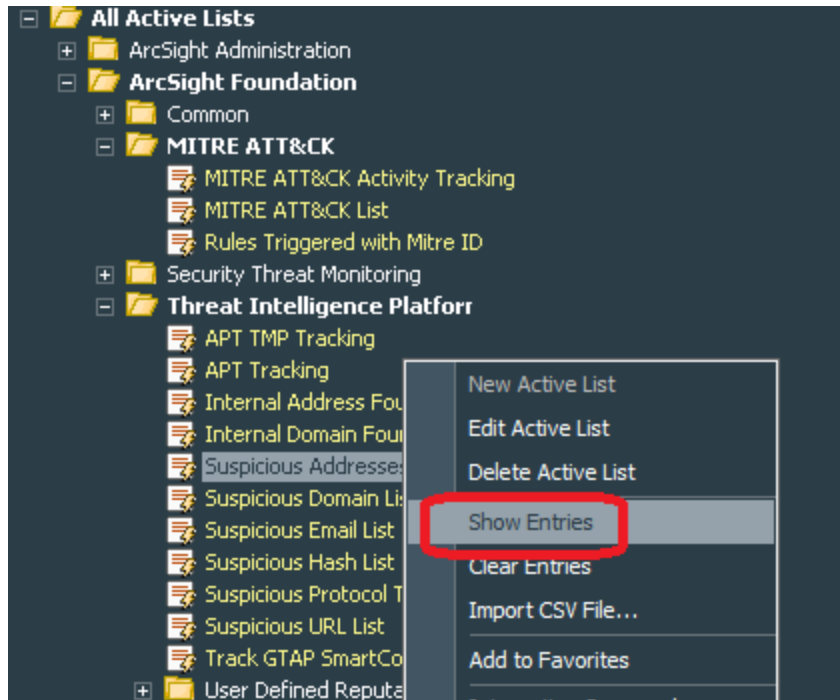 All Active Lists
ArcSight Administration
ArcSight Foundation
Common
MITRE ATT&CK
MITRE ATT&CK Activity Tracking
MITRE ATT&CK List
Rules Triggered with Mitre ID
Security Threat Monitoring
Threat Intelligence Platfor
APT TMP Tracking
APT Tracking
Internal Address Fou
Internal Domain Foun
Suspicious Addresses
Suspicious Domain Lis
Suspicious Email List
Suspicious Hash List
Suspicious Protocol T
Suspicious URL List
Track GTAP SmartCo
User Defined Reputa
New Active List
Edit Active List
Delete Active List
Show Entries
Clear Entries
Import CSV File...
Add to Favorites